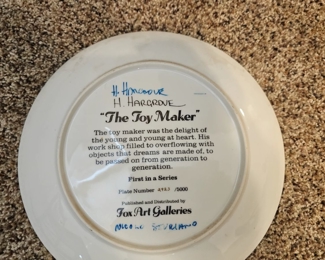 H. Hargrove
H. HARGROVE
"The Toy Maker"
The toy maker was the delight of
the young and young at heart. His
work shop filled to overflowing with
objects that dreams are made of, to
be passed on from generation to
generation.
First in a Series
Plate Number /5000
Published and Distributed by
Fox Art Galleries